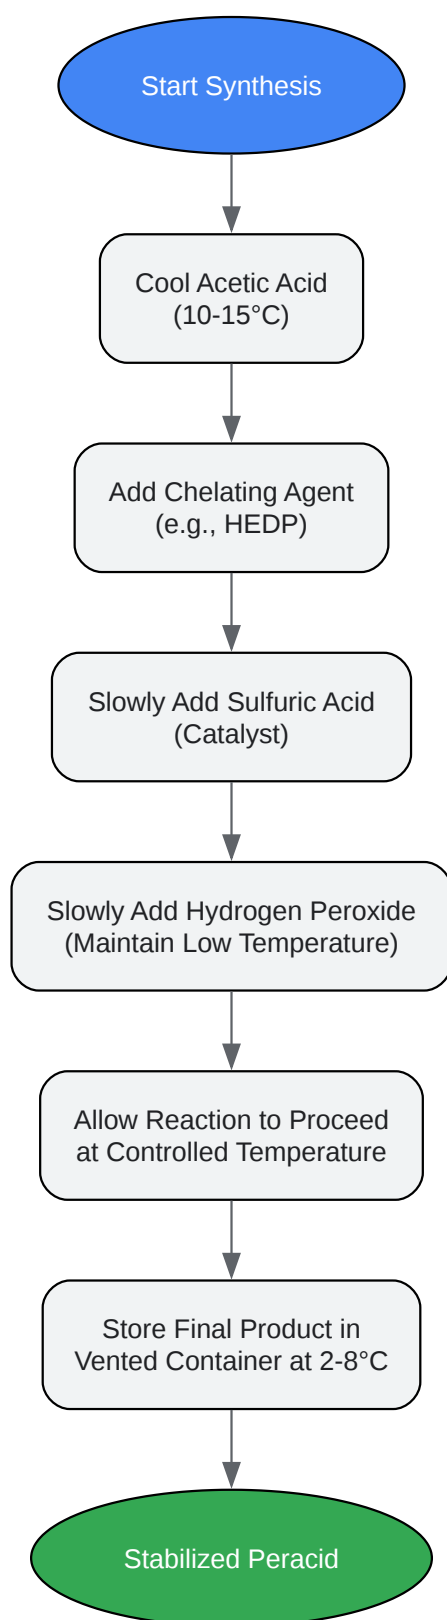 Start Synthesis
Cool Acetic Acid
(10-15°C)
Add Chelating Agent
(e.g., HEDP)
Slowly Add Sulfuric Acid
(Catalyst)
Slowly Add Hydrogen Peroxide
(Maintain Low Temperature)
Allow Reaction to Proceed
at Controlled Temperature
Store Final Product in
Vented Container at 2-8°C
Stabilized Peracid